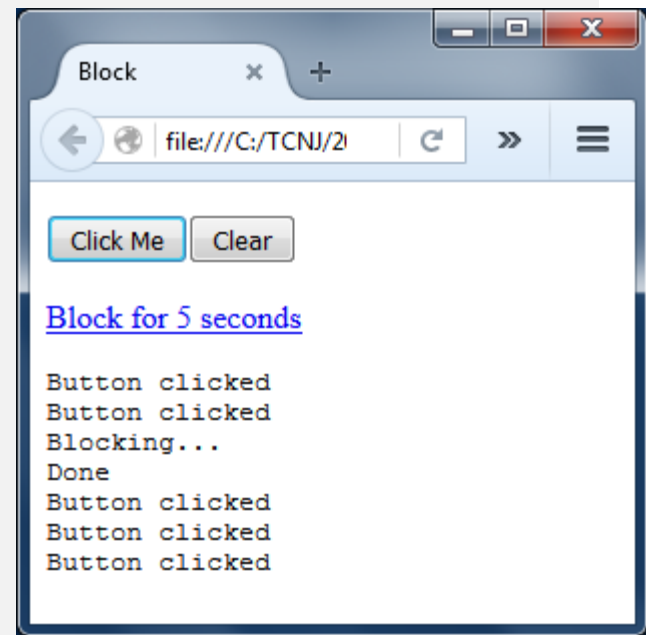 Block
file:///C:/TCNJ/2
Click Me Clear
Block for 5 seconds
Button clicked
Button clicked
Blocking...
Done
Button clicked
Button clicked
Button clicked